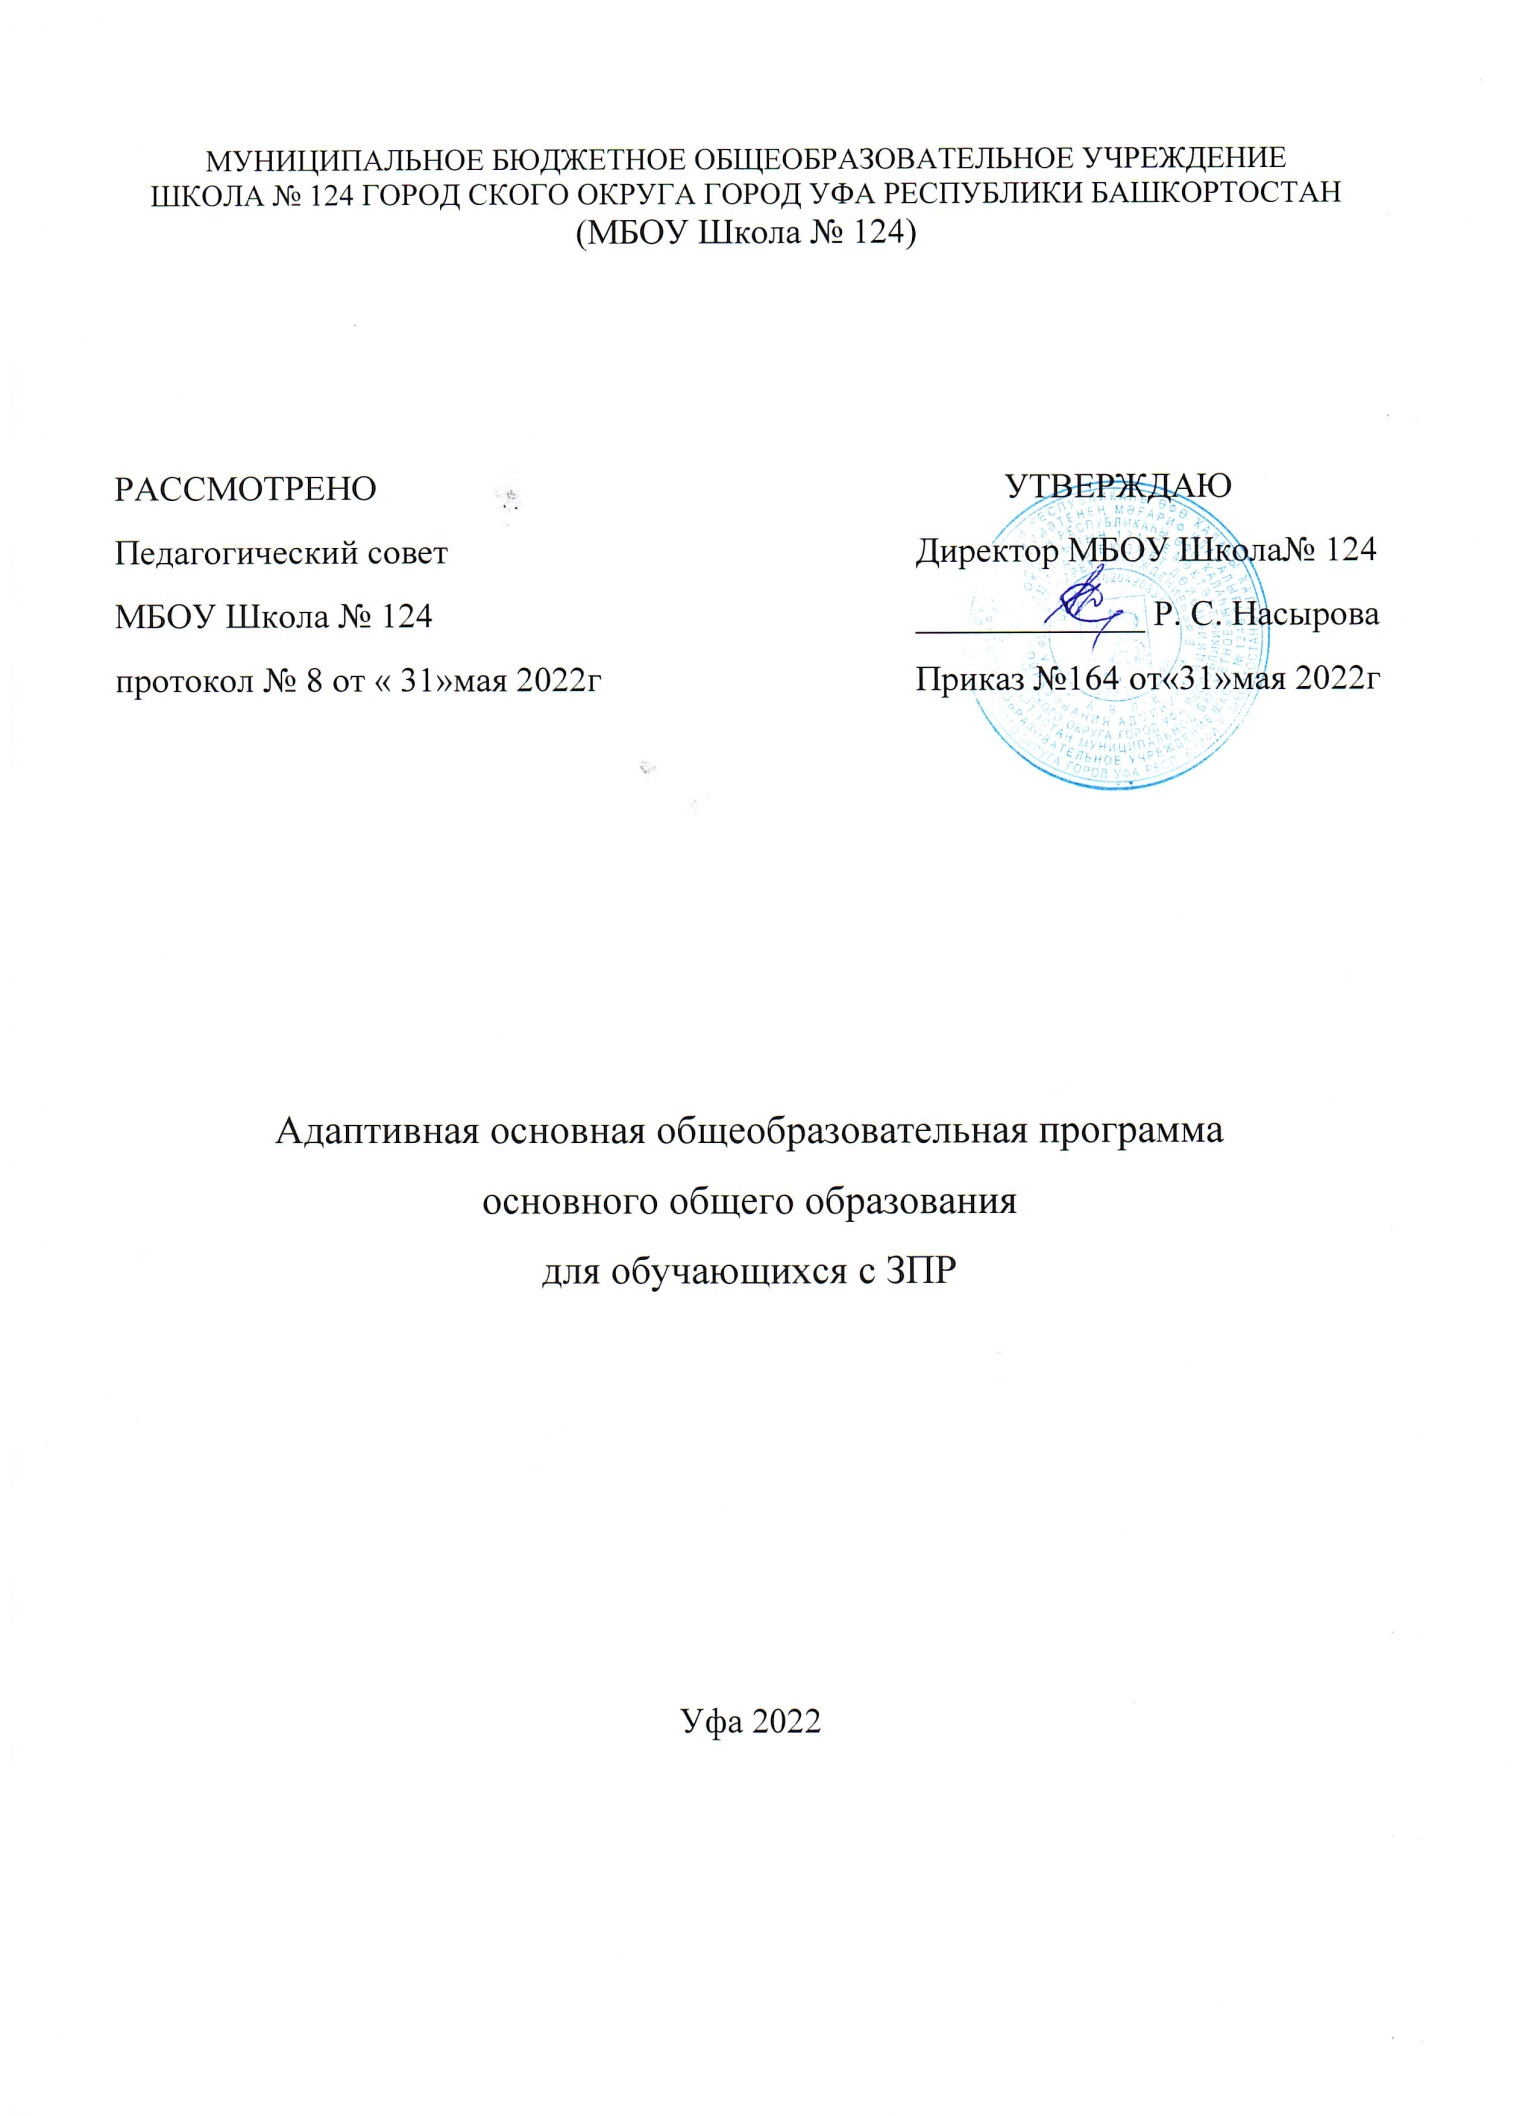 МУНИЦИПАЛЬНОЕ БЮДЖЕТНОЕ ОБЩЕОБРАЗОВАТЕЛЬНОЕ УЧРЕЖДЕНИЕ
ШКОЛА № 124 ГОРОД СКОГО ОКРУГА ГОРОД УФА РЕСПУБЛИКИ БАШКОРТОСТАН
(МБОУ Школа № 124)
РАССМОТРЕНО
Педагогический совет
МБОУ Школа № 124
протокол № 8 от « 31»мая 2022г
УТВЕРЖДАЮ
Директор МБОУ Школа№ 124
Р. С. Насырова
Приказ №164 от«31»мая 2022г
Адаптивная основная общеобразовательная программа
основного общего образования
для обучающихся с ЗПР
Уфа 2022